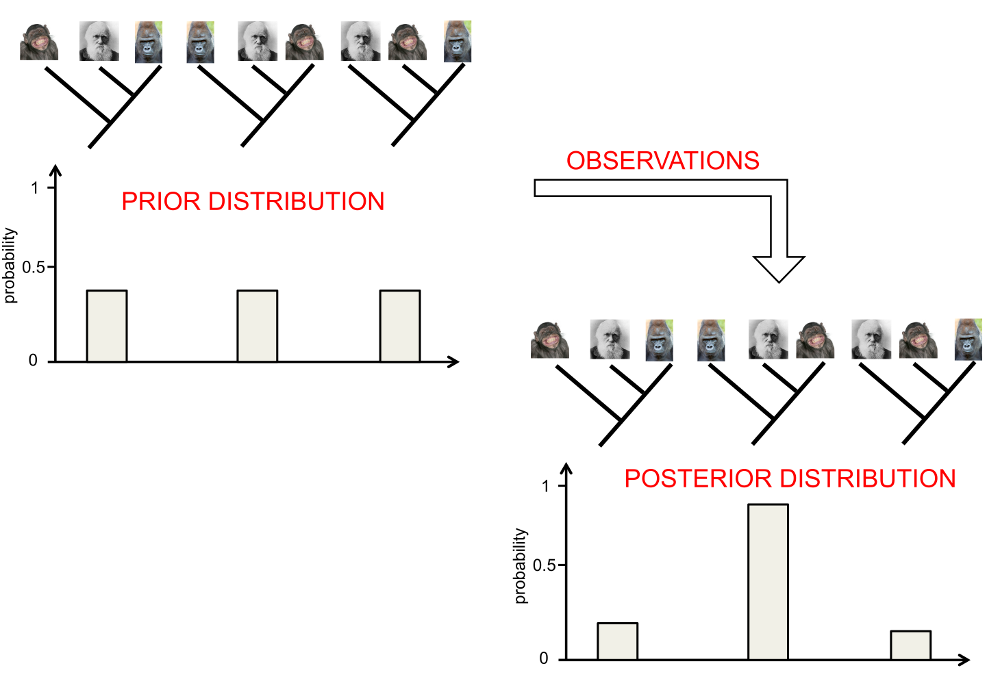 PRIOR DISTRIBUTION
1
0.5
0
probability
OBSERVATIONS
POSTERIOR DISTRIBUTION
1
0.5
0
probability